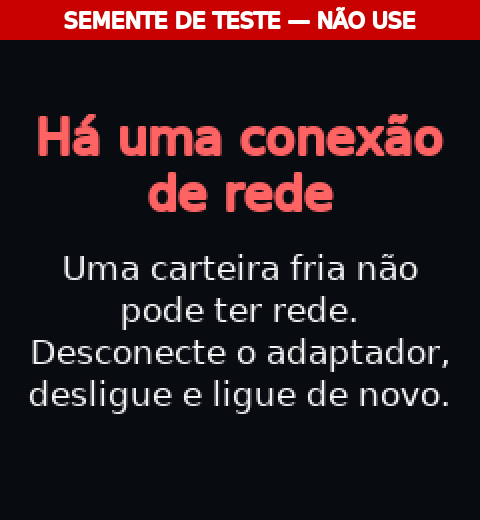 SEMENTE DE TESTE — NÃO USE
Há uma conexão
de rede
Uma carteira fria não
pode ter rede.
Desconecte o adaptador,
desligue e ligue de novo.